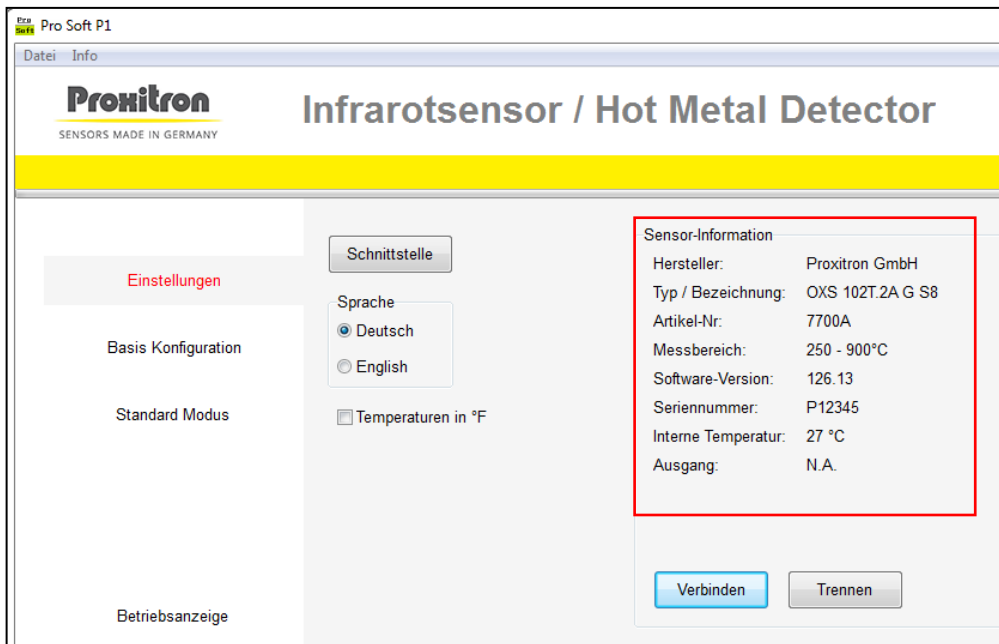 Pro Soft
Pro Soft P1
Datei Info
Proxitron
SENSORS MADE IN GERMANY
Infrarotsensor / Hot Metal Detector
Einstellungen
Basis Konfiguration
Standard Modus
Betriebsanzeige
Schnittstelle
Sprache
Deutsch
English
Temperaturen in °F
Sensor-Information
Hersteller: Proxitron GmbH
Typ / Bezeichnung: OXS 102T.2A G S8
Artikel-Nr: 7700A
Messbereich: 250 - 900°C
Software-Version: 126.13
Seriennummer: P12345
Interne Temperatur: 27 °C
Ausgang: N.A.
Verbinden Trennen